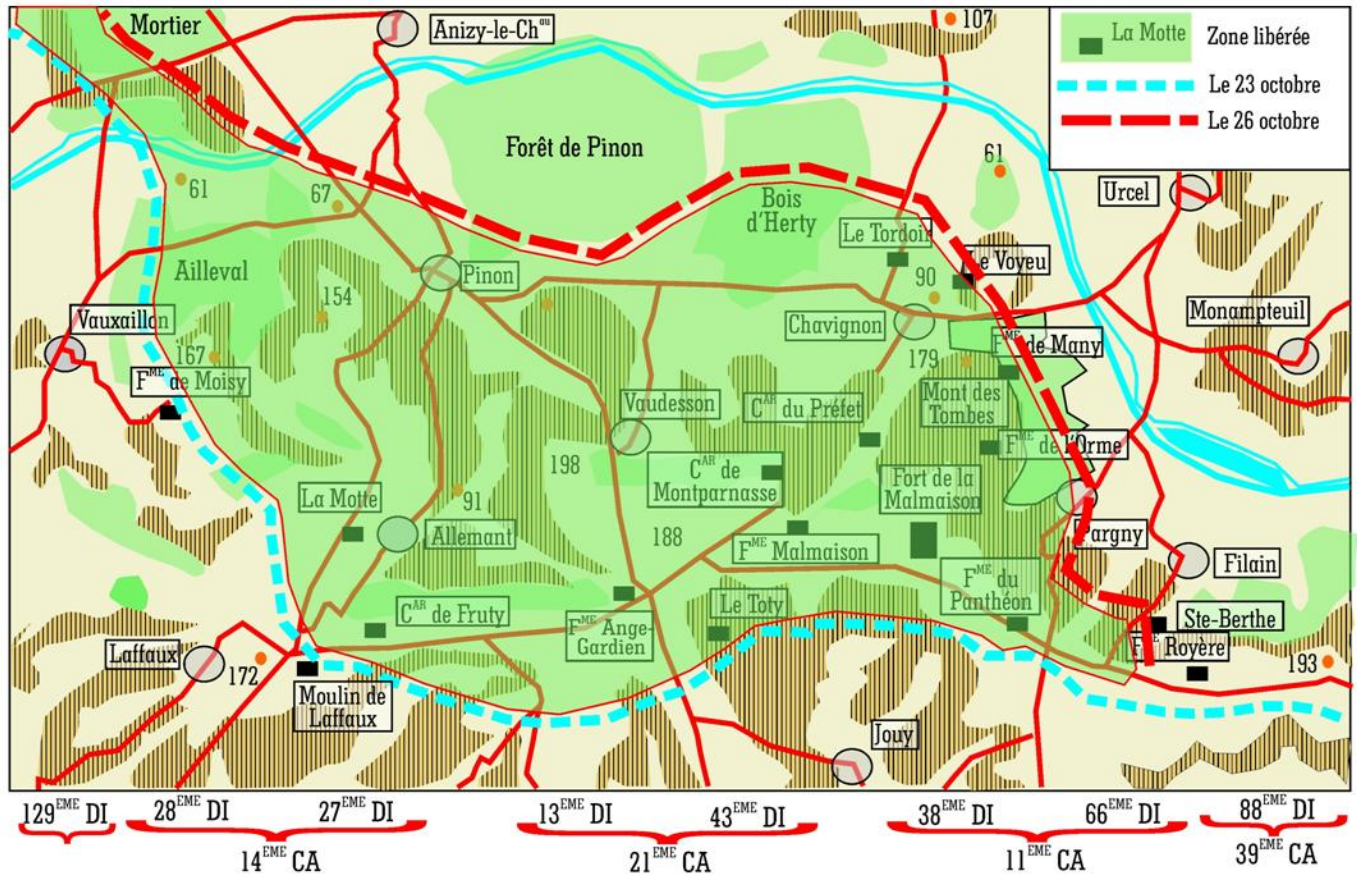 Mortier
Anizy-le-Chau
107
La Motte
Zone libérée
Le 23 octobre
Le 26 octobre
Forêt de Pinon
61
67
61
Urcel
Bois
d'Herty
Le Tordoir
Ailleval
Pinon
Le Voyeu
90
154
Vauxaillon
Chavignon
Monampteuil
167
FME de Many
FME de Moisy
179
Mont des
Tombes
Vaudesson
CAR du Préfet
FME de l'Orme
198
CAR de
Montparnasse
Fort de la
Malmaison
La Motte
91
Allemant
188
FME Malmaison
Pargny
Filain
FME du
Panthéon
CAR de Fruty
FME Ange-
Gardien
Le Toty
Ste-Berthe
FME Royère
Laffaux
172
193
Moulin de
Laffaux
Jouy
129EME DI
28EME DI
27EME DI
13EME DI
43EME DI
38EME DI
66EME DI
88EME DI
14EME CA
21EME CA
11EME CA
39EME CA